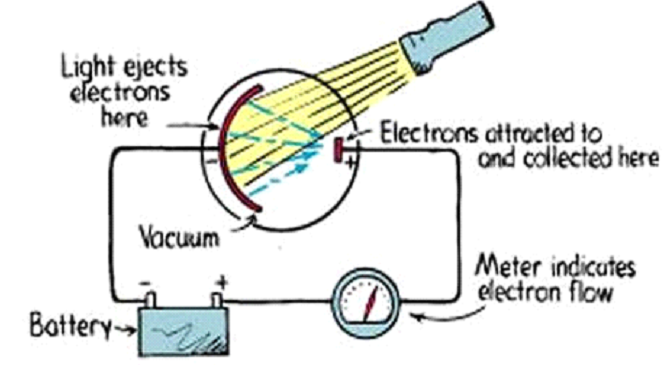 Light ejects
electrons
here
Electrons attracted to
and collected here
-
+
Vacuum
Meter indicates
electron flow
-
+
Battery